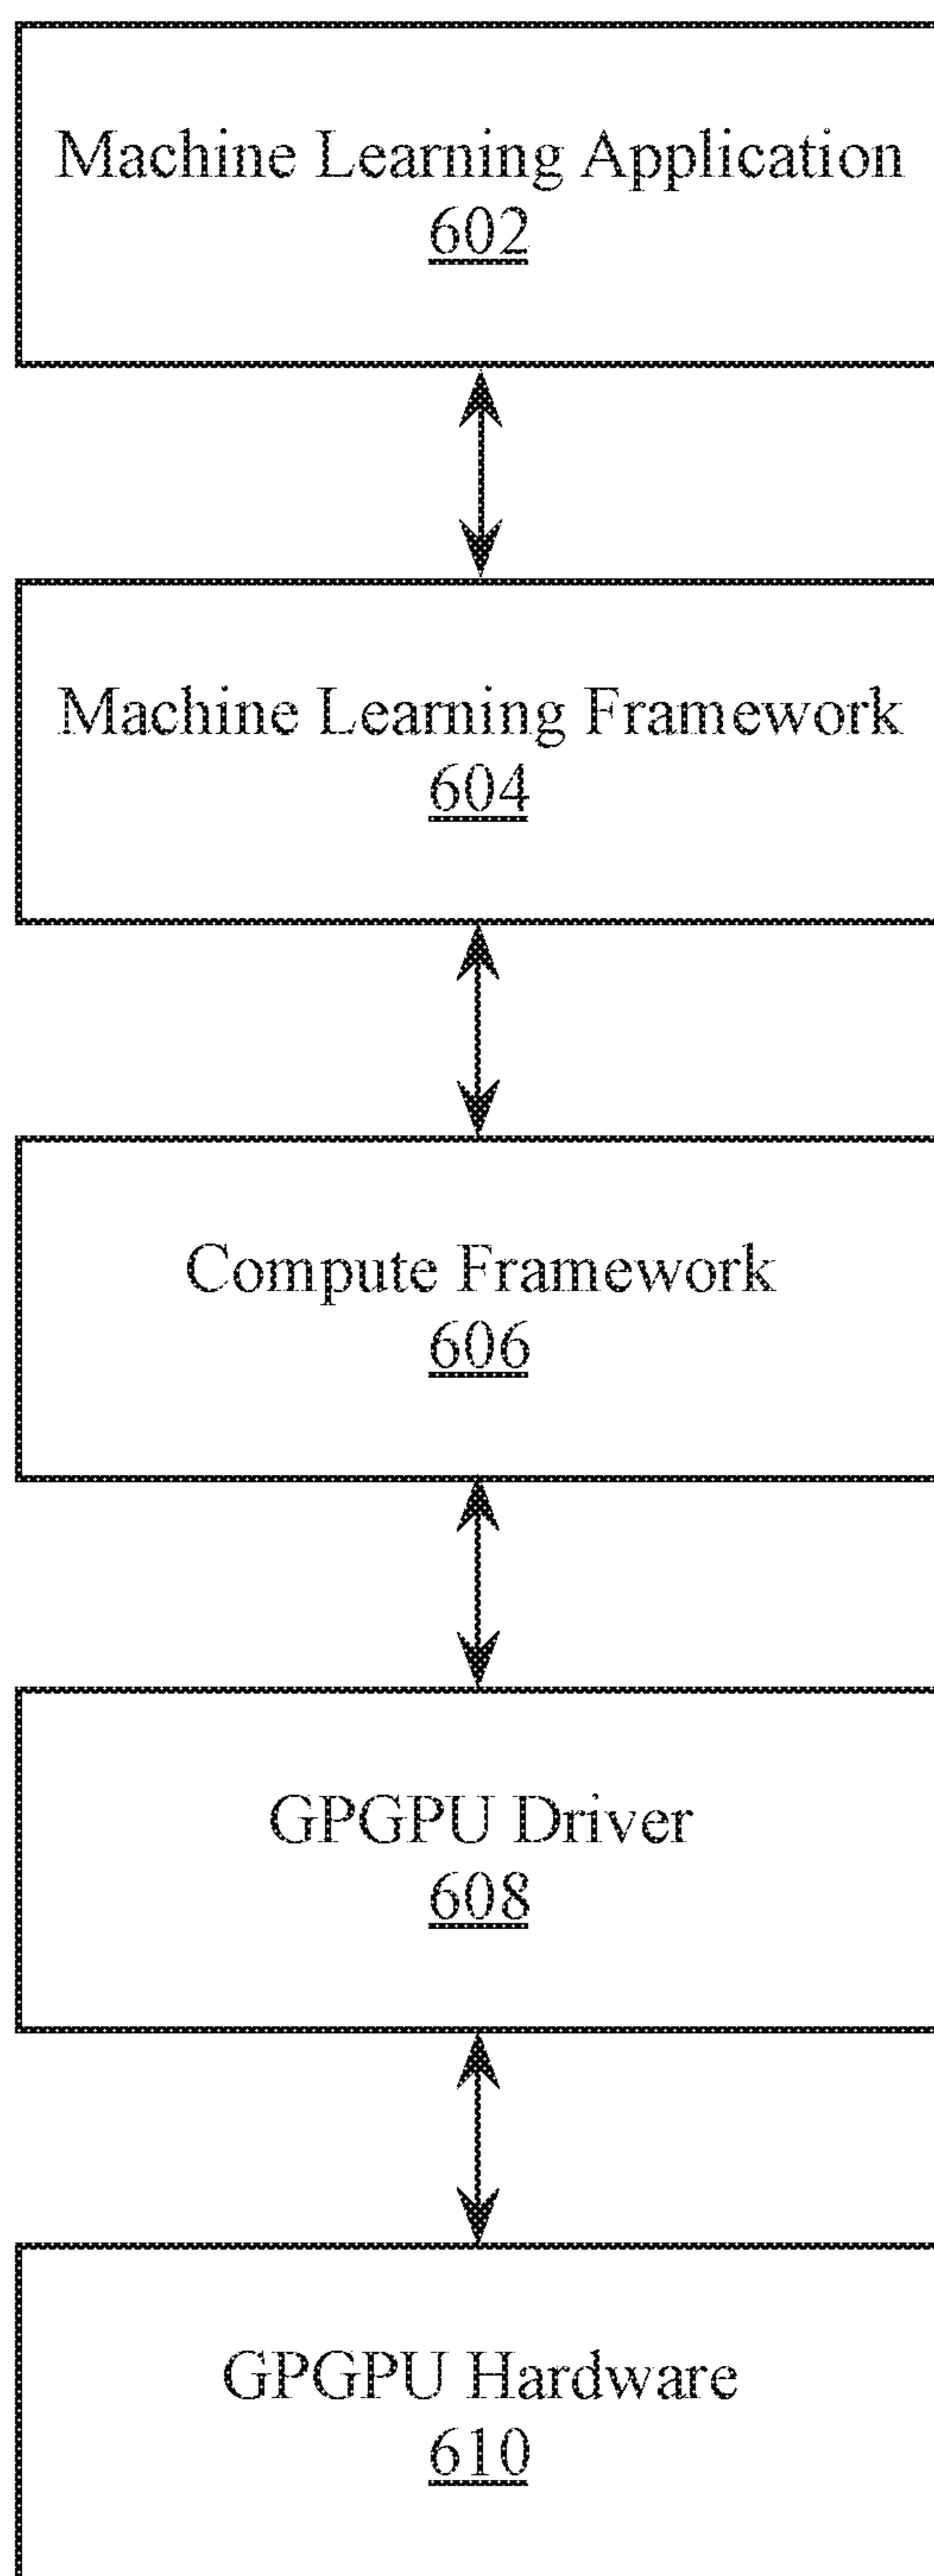 Machine Learning Application
602
Machine Learning Framework
604
Compute Framework
606
GPGPU Driver
608
GPGPU Hardware
610